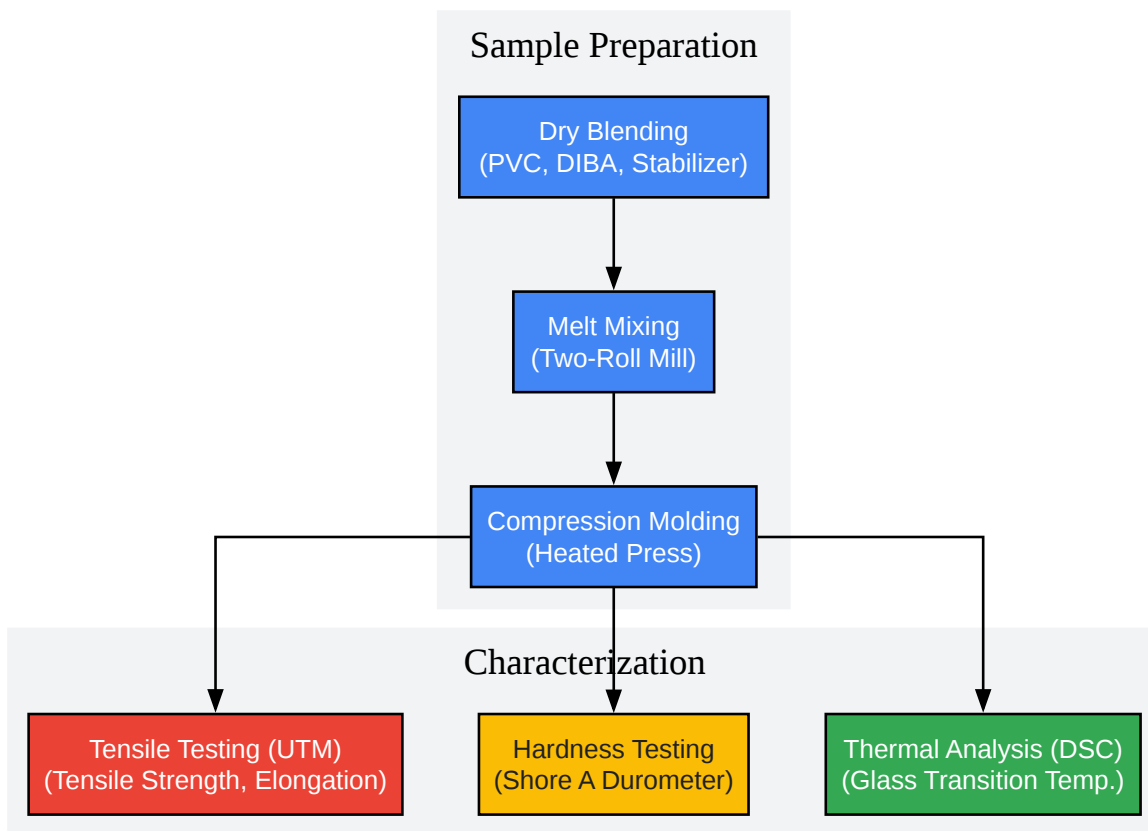 Sample Preparation
Dry Blending
(PVC, DIBA, Stabilizer)
Melt Mixing
(Two-Roll Mill)
Compression Molding
(Heated Press)
Characterization
Tensile Testing (UTM)
(Tensile Strength, Elongation)
Hardness Testing
(Shore A Durometer)
Thermal Analysis (DSC)
(Glass Transition Temp.)